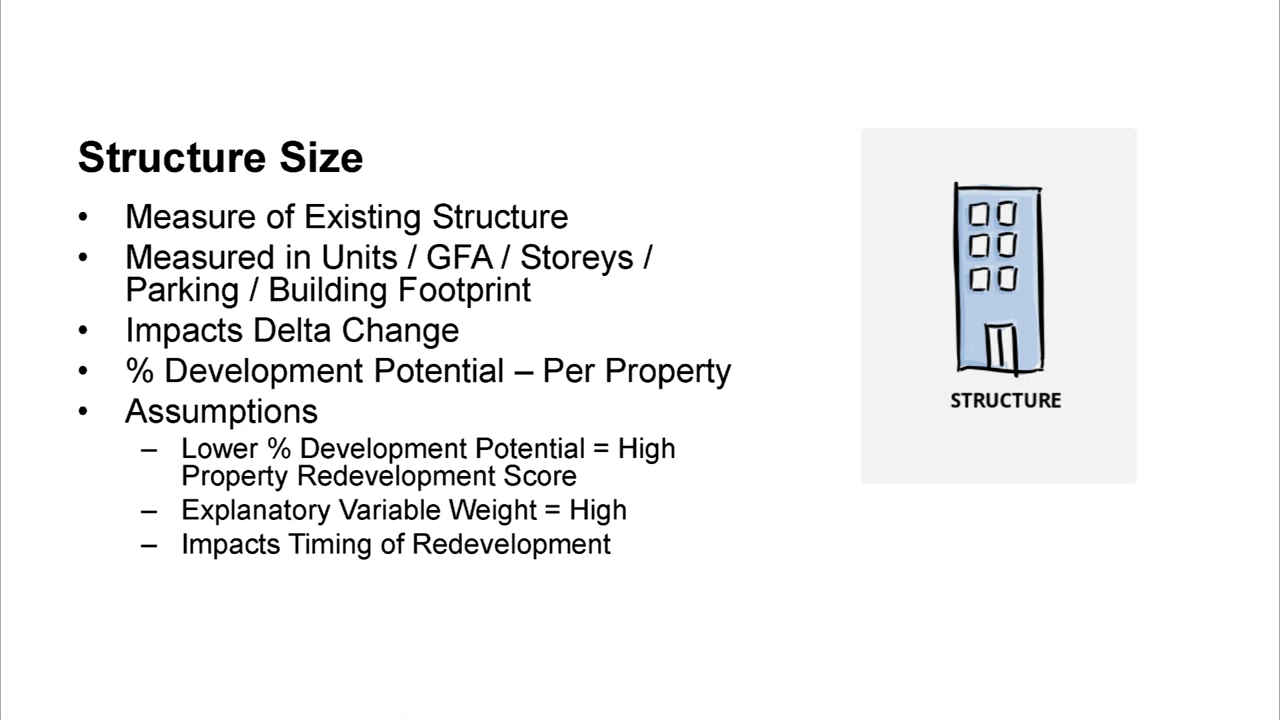 Structure Size
• Measure of Existing Structure
• Measured in Units / GFA / Storeys /
Parking / Building Footprint
• Impacts Delta Change
• % Development Potential – Per Property
• Assumptions
– Lower % Development Potential = High
Property Redevelopment Score
– Explanatory Variable Weight = High
– Impacts Timing of Redevelopment
STRUCTURE